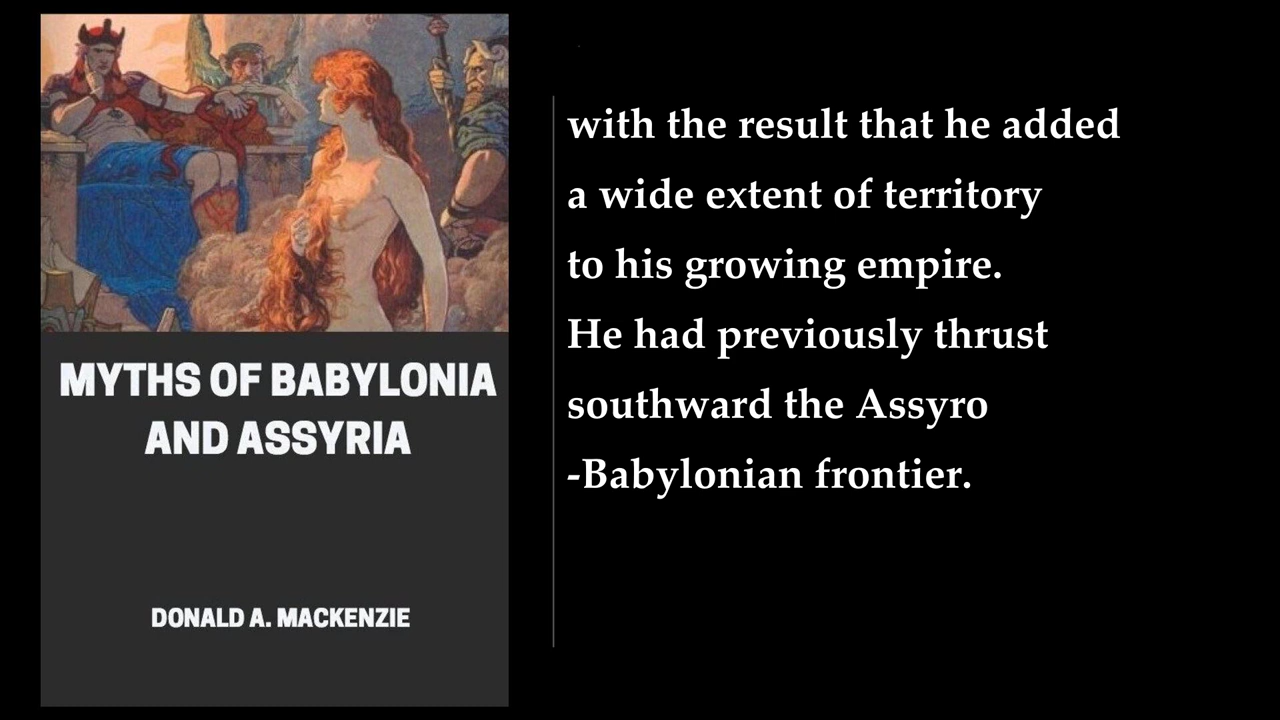 MYTHS OF BABYLONIA
AND ASSYRIA
DONALD A. MACKENZIE
with the result that he added
a wide extent of territory
to his growing empire.
He had previously thrust
southward the Assyro
-Babylonian frontier.